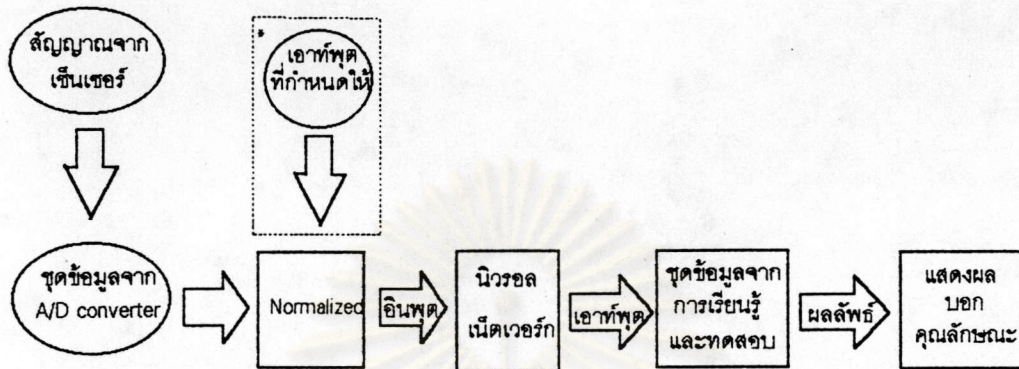 สัญญาณจาก
เซ็นเซอร์
*
เอาท์พุต
ที่กำหนดให้
ชุดข้อมูลจาก
A/D converter
Normalized
อินพุต
นิวรอล
เน็ตเวอร์ก
เอาท์พุต
ชุดข้อมูลจาก
การเรียนรู้
และทดสอบ
ผลลัพธ์
แสดงผล
บอก
คุณลักษณะ